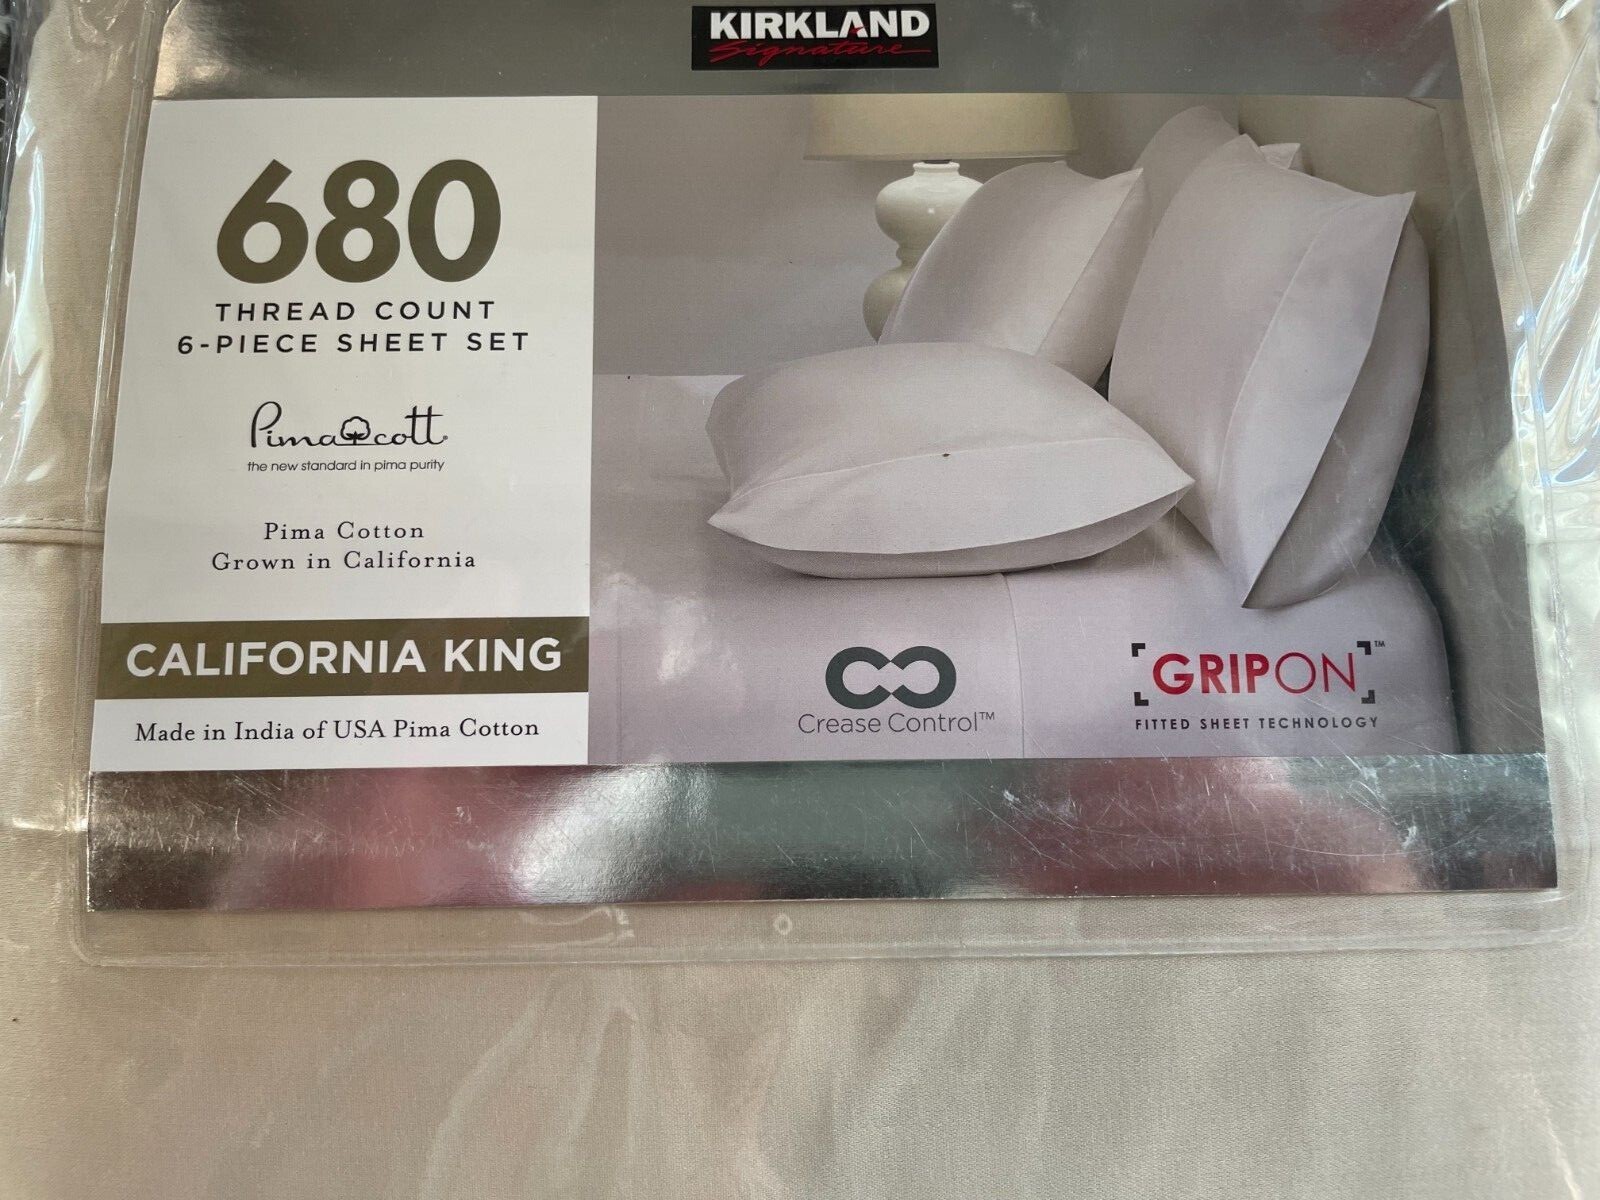 KIRKLAND
Signature
680
THREAD COUNT
6-PIECE SHEET SET
Pimacott
the new standard in pima purity
Pima Cotton
Grown in California
CALIFORNIA KING
Made in India of USA Pima Cotton
Crease Control™
GRIPON™
FITTED SHEET TECHNOLOGY